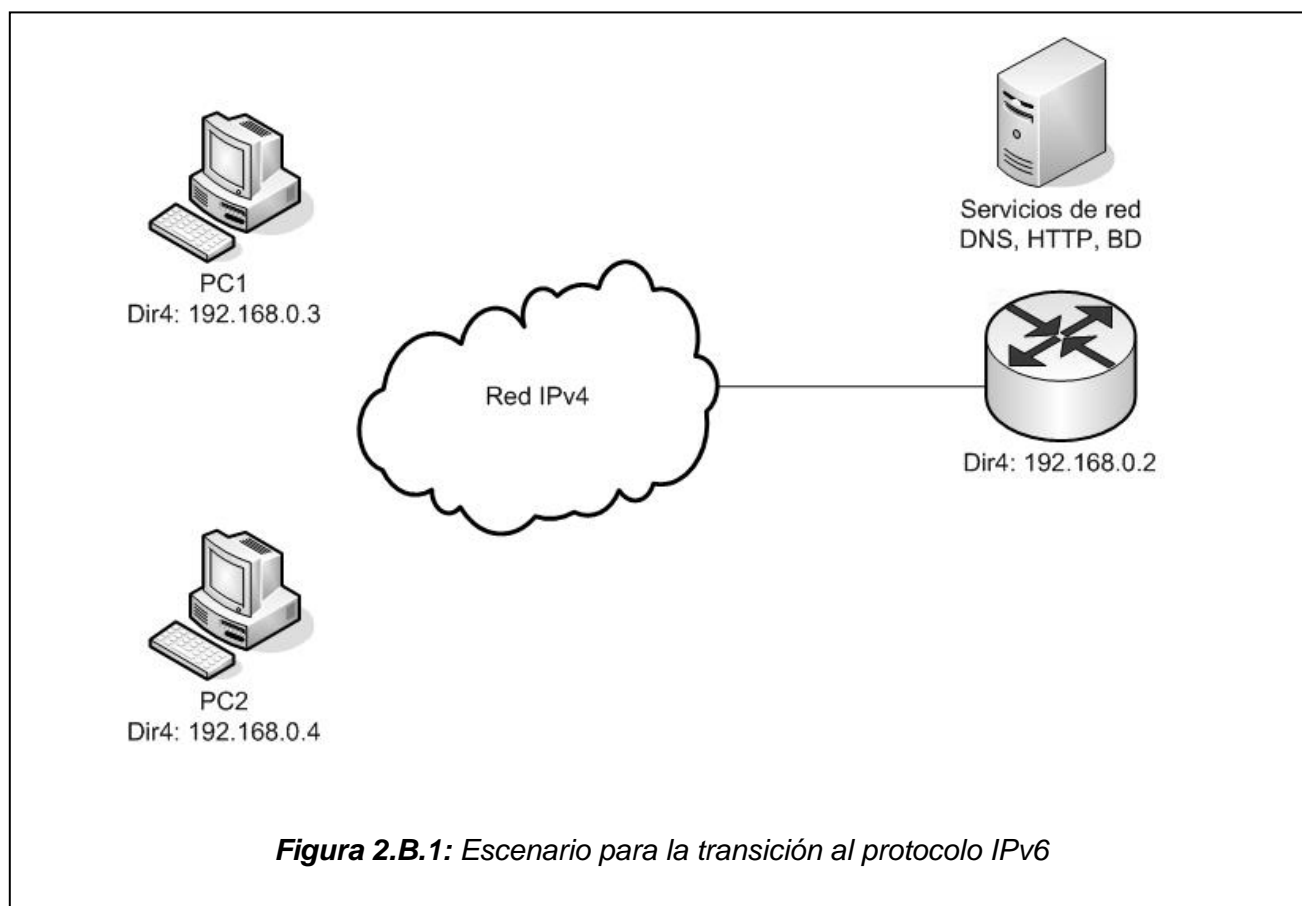 Servicios de red
DNS, HTTP, BD
PC1
Dir4: 192.168.0.3
Red IPv4
Dir4: 192.168.0.2
PC2
Dir4: 192.168.0.4
Figura 2.B.1: Escenario para la transición al protocolo IPv6